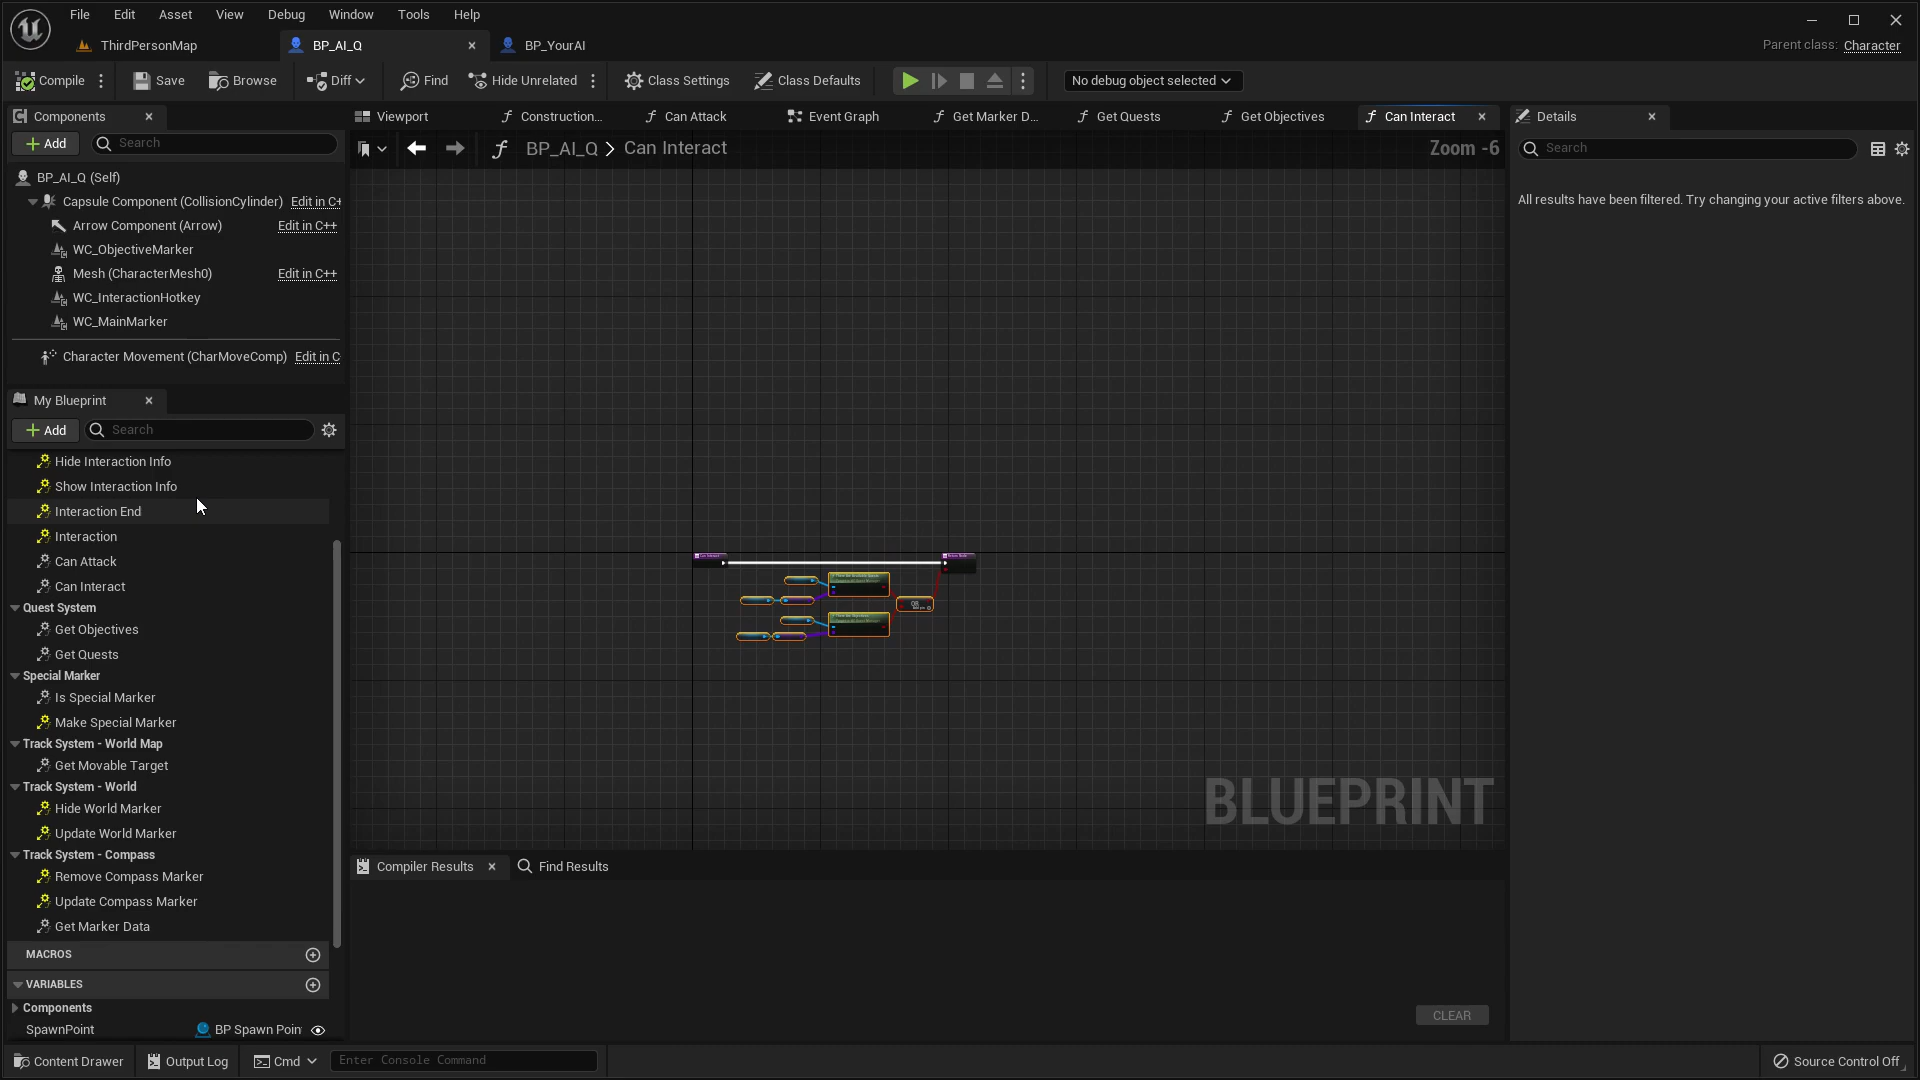 File Edit Asset View Debug Window Tools Help
ThirdPersonMap BP_AI_Q BP_YourAI Parent class: Character
Compile Save Browse Diff Find Hide Unrelated Class Settings Class Defaults No debug object selected
Components Viewport Construction... Can Attack Event Graph Get Marker D... Get Quests Get Objectives Can Interact Details
Add Search BP_AI_Q > Can Interact Zoom -6 Search
BP_AI_Q (Self)
Capsule Component (CollisionCylinder) Edit in C+
All results have been filtered. Try changing your active filters above.
Arrow Component (Arrow) Edit in C++
WC_ObjectiveMarker
Mesh (CharacterMesh0) Edit in C++
WC_InteractionHotkey
WC_MainMarker
Character Movement (CharMoveComp) Edit in C
My Blueprint
Add Search
Hide Interaction Info
Show Interaction Info
Interaction End
Interaction
Can Attack
Can Interact
Quest System
Get Objectives
Get Quests
Special Marker
Is Special Marker
Make Special Marker
Track System - World Map
Get Movable Target
Track System - World
Hide World Marker
Update World Marker
Track System - Compass
Remove Compass Marker
Update Compass Marker
Get Marker Data
MACROS
VARIABLES
Components
SpawnPoint BP Spawn Poin
BLUEPRINT
Compiler Results Find Results
CLEAR
Content Drawer Output Log Cmd Enter Console Command Source Control Off